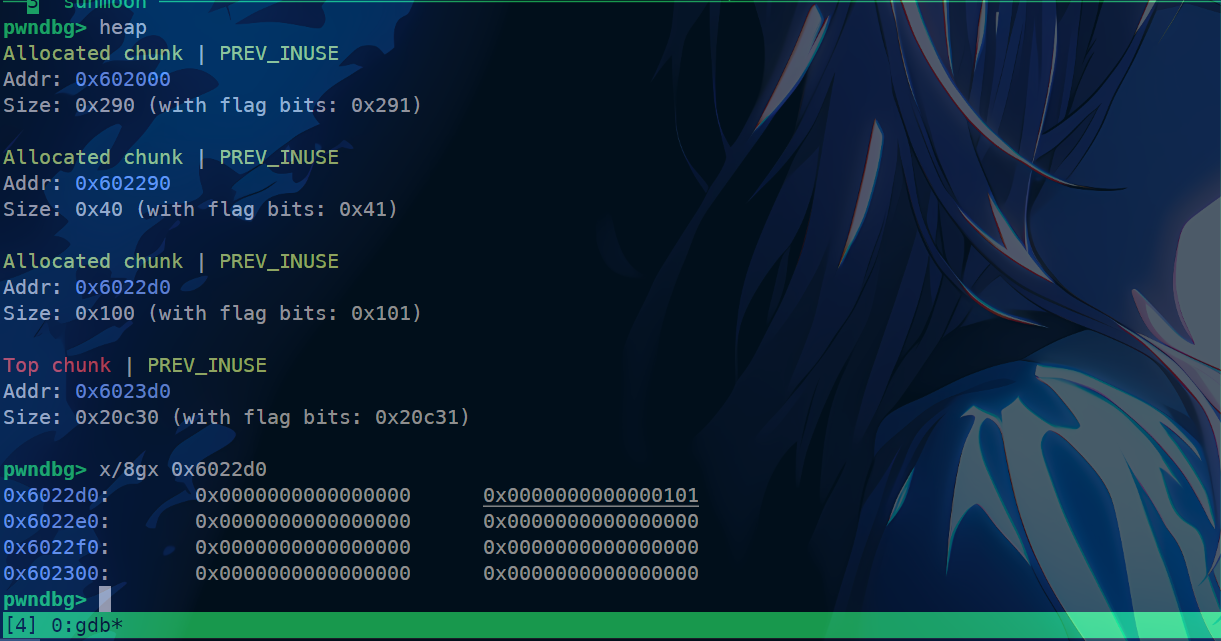 5 sunmoon
pwndbg> heap
Allocated chunk | PREV_INUSE
Addr: 0x602000
Size: 0x290 (with flag bits: 0x291)
Allocated chunk | PREV_INUSE
Addr: 0x602290
Size: 0x40 (with flag bits: 0x41)
Allocated chunk | PREV_INUSE
Addr: 0x6022d0
Size: 0x100 (with flag bits: 0x101)
Top chunk | PREV_INUSE
Addr: 0x6023d0
Size: 0x20c30 (with flag bits: 0x20c31)
pwndbg> x/8gx 0x6022d0
0x6022d0: 0x0000000000000000 0x0000000000000101
0x6022e0: 0x0000000000000000 0x0000000000000000
0x6022f0: 0x0000000000000000 0x0000000000000000
0x602300: 0x0000000000000000 0x0000000000000000
pwndbg>
[4] 0:gdb*